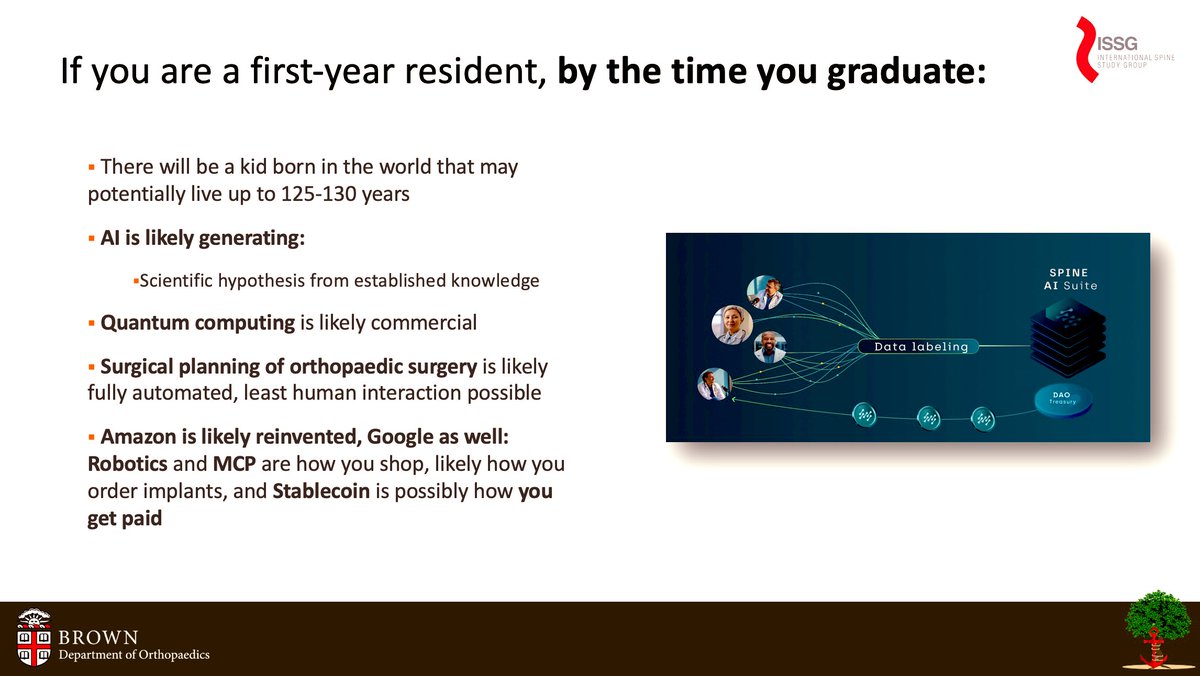 If you are a first-year resident, by the time you graduate:
ISSG
INTERNATIONAL SPINE
STUDY GROUP
▪ There will be a kid born in the world that may
potentially live up to 125-130 years
▪ AI is likely generating:
▪Scientific hypothesis from established knowledge
▪ Quantum computing is likely commercial
▪ Surgical planning of orthopaedic surgery is likely
fully automated, least human interaction possible
▪ Amazon is likely reinvented, Google as well:
Robotics and MCP are how you shop, likely how you
order implants, and Stablecoin is possibly how you
get paid
SPINE
AI Suite
Data labeling
DAO
Treasury
BROWN
Department of Orthopaedics